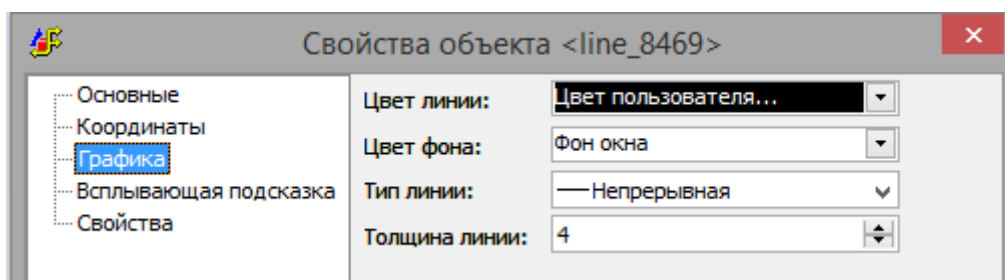 Свойства объекта <line_8469>
Основные
Координаты
Графика
Всплывающая подсказка
Свойства
Цвет линии: Цвет пользователя...
Цвет фона: Фон окна
Тип линии: Непрерывная
Толщина линии: 4